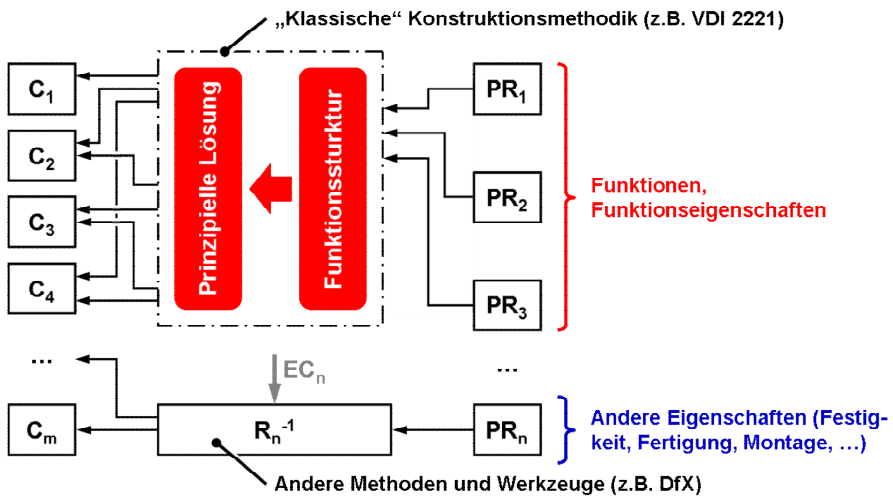 „Klassische“ Konstruktionsmethodik (z.B. VDI 2221)
C1
C2
C3
C4
...
Cm
Prinzipielle Lösung
Funktionssturktur
PR1
PR2
PR3
...
PRn
Funktionen,
Funktionseigenschaften
ECn
Rn-1
Andere Eigenschaften (Festig-
keit, Fertigung, Montage, ...)
Andere Methoden und Werkzeuge (z.B. DfX)